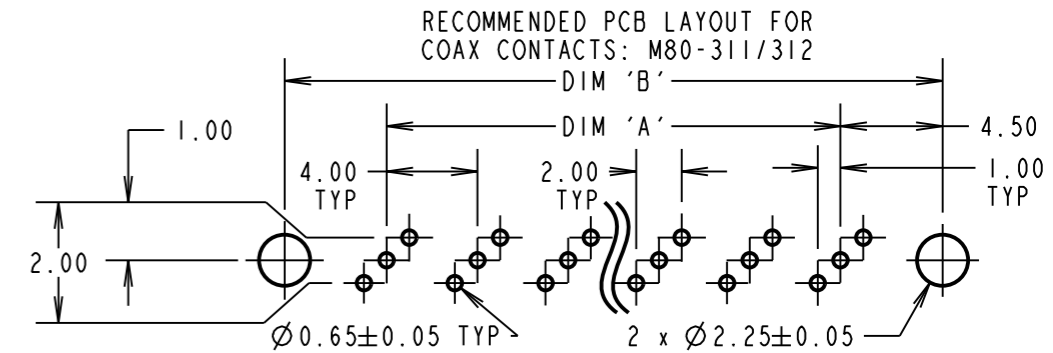 RECOMMENDED PCB LAYOUT FOR
COAX CONTACTS: M80-311/312
DIM 'B'
DIM 'A'
4.50
1.00
4.00
TYP
2.00
TYP
1.00
TYP
2.00
Ø0.65±0.05 TYP
2 x Ø2.25±0.05